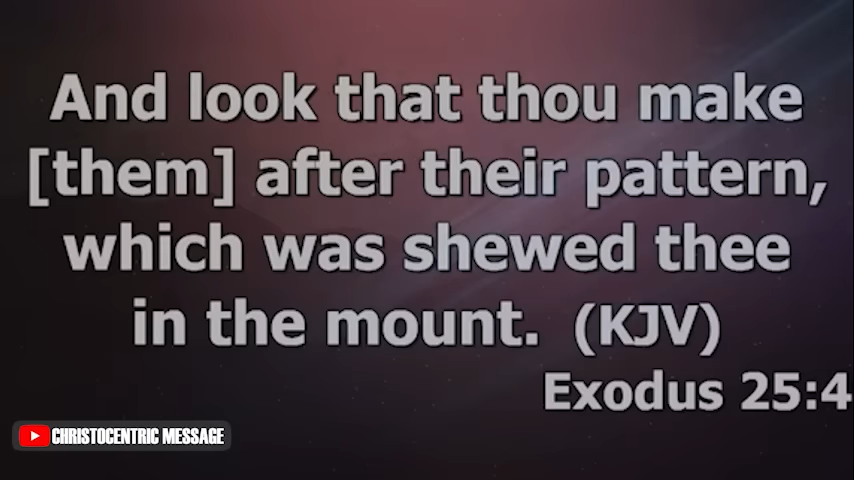 And look that thou make
[them] after their pattern,
which was shewed thee
in the mount. (KJV)
Exodus 25:4
CHRISTOCENTRIC MESSAGE